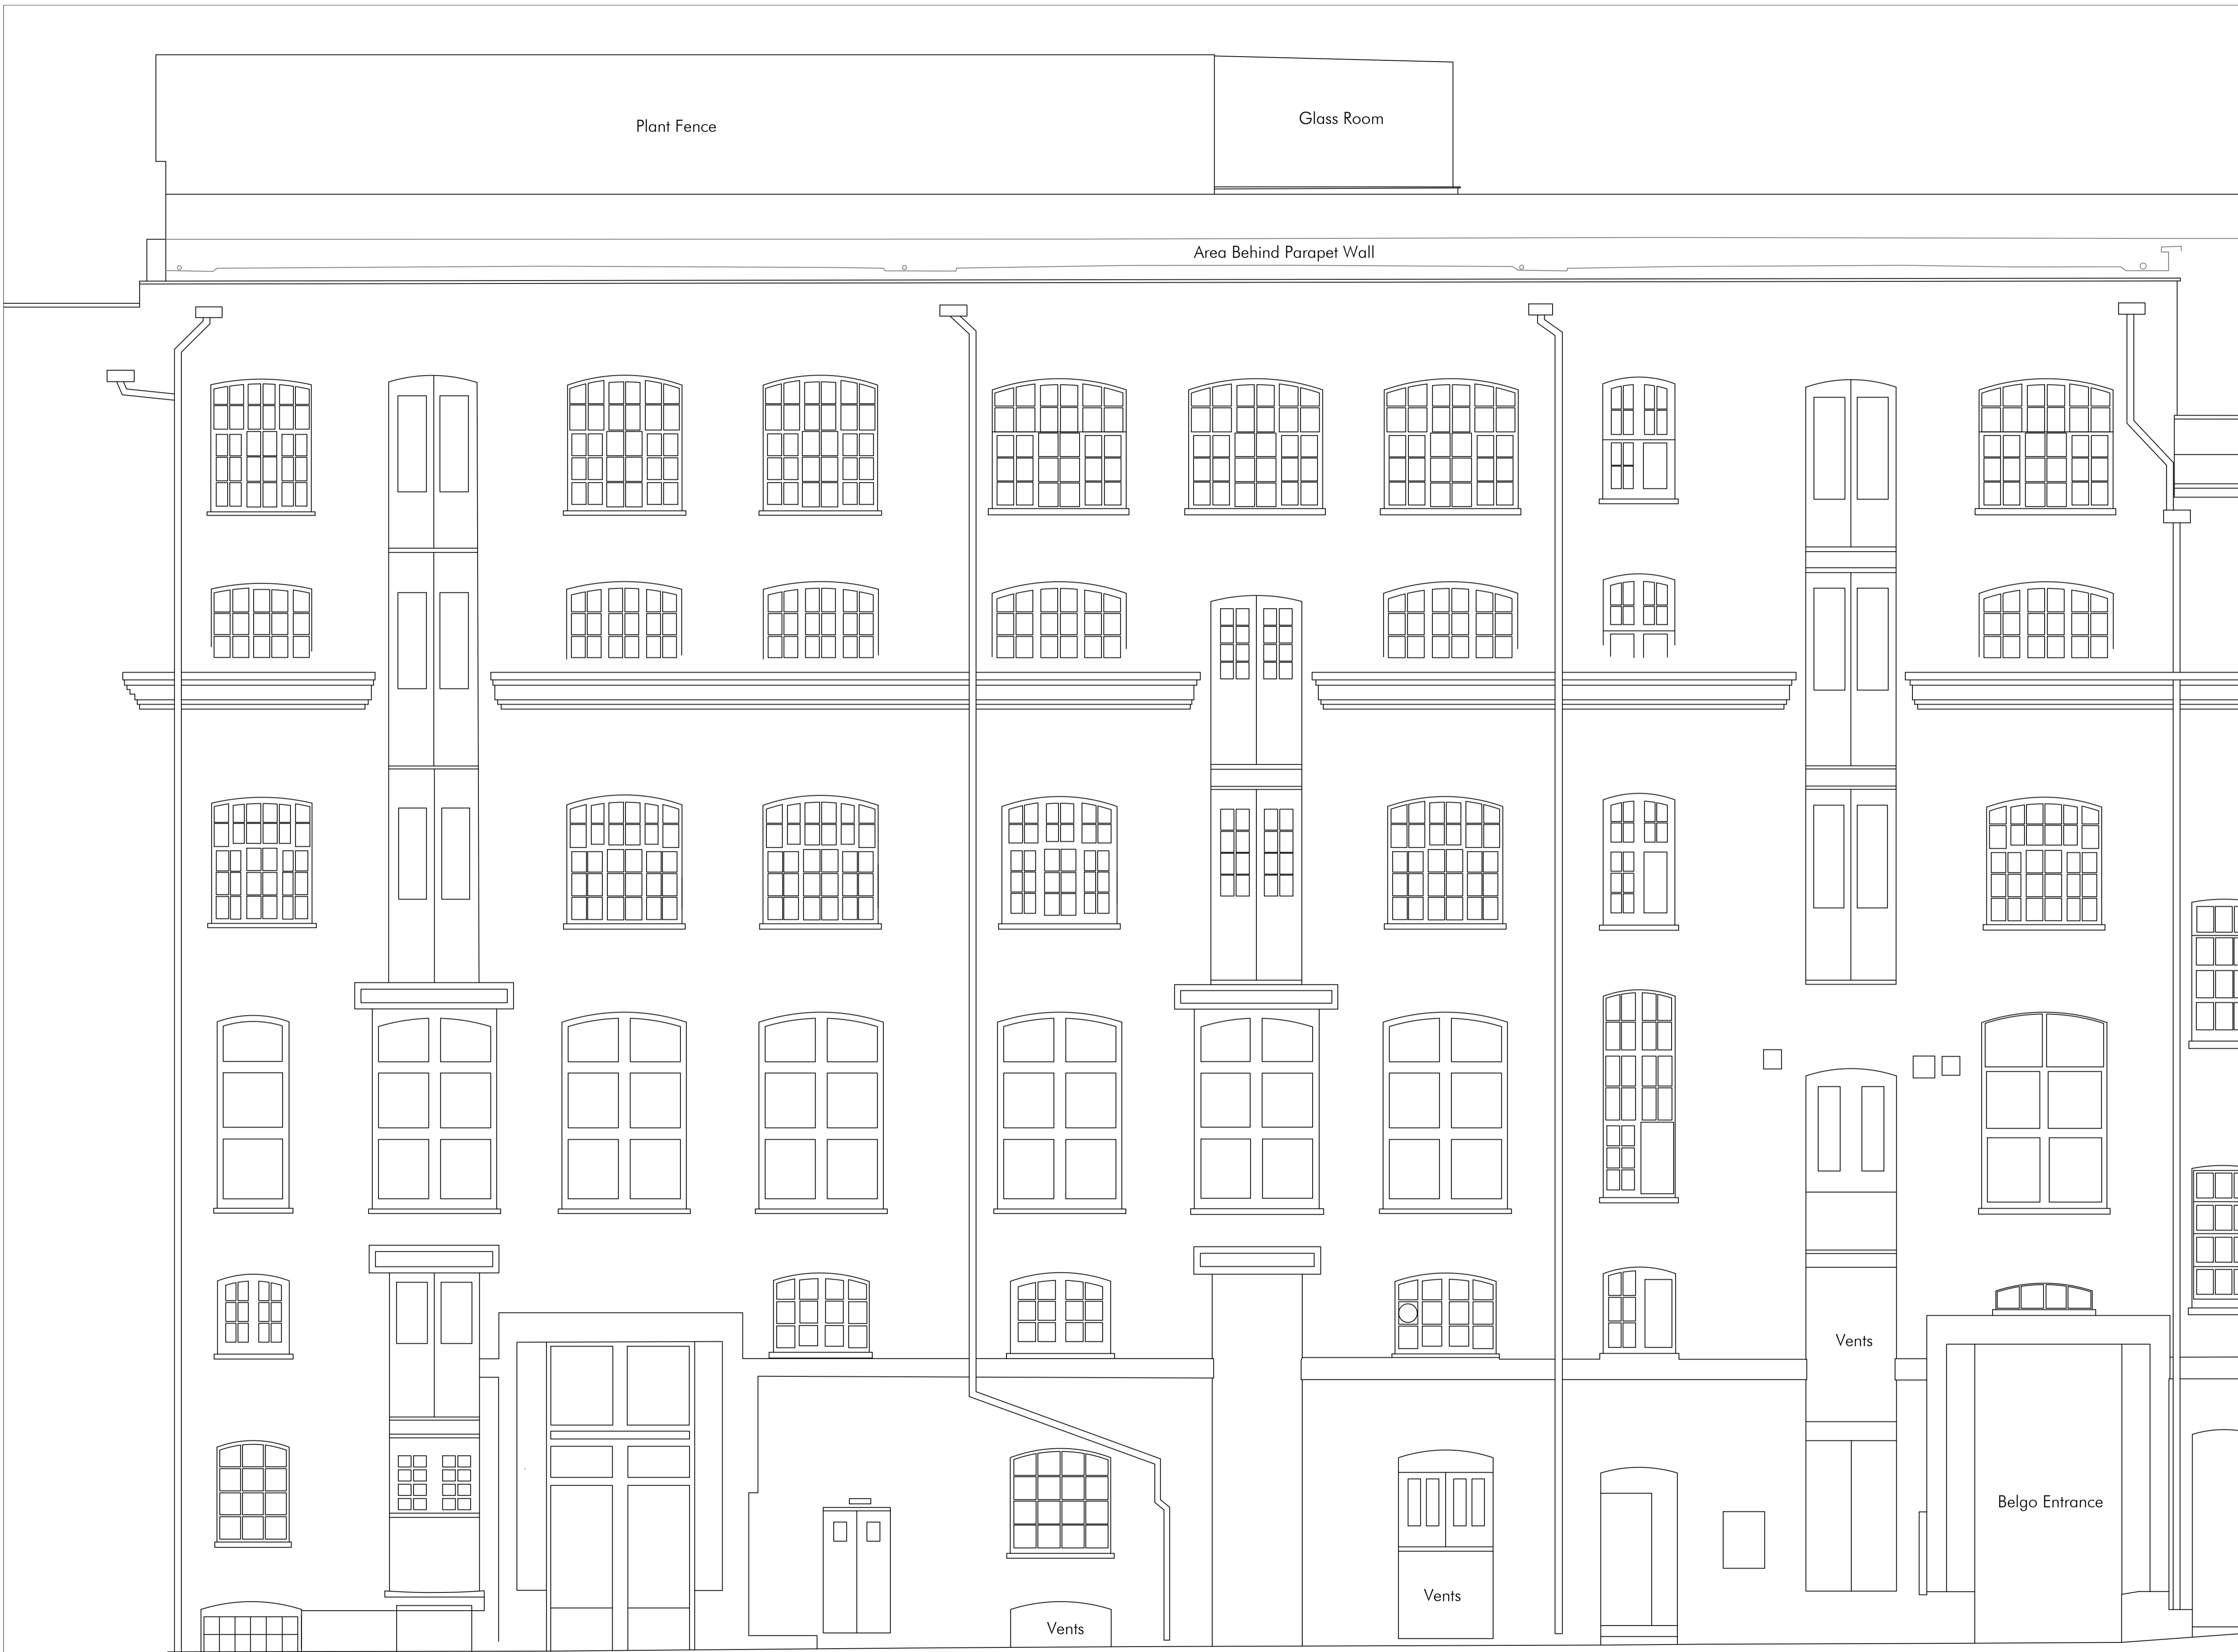 Plant Fence
Glass Room
Area Behind Parapet Wall
Vents
Belgo Entrance
Vents
Vents